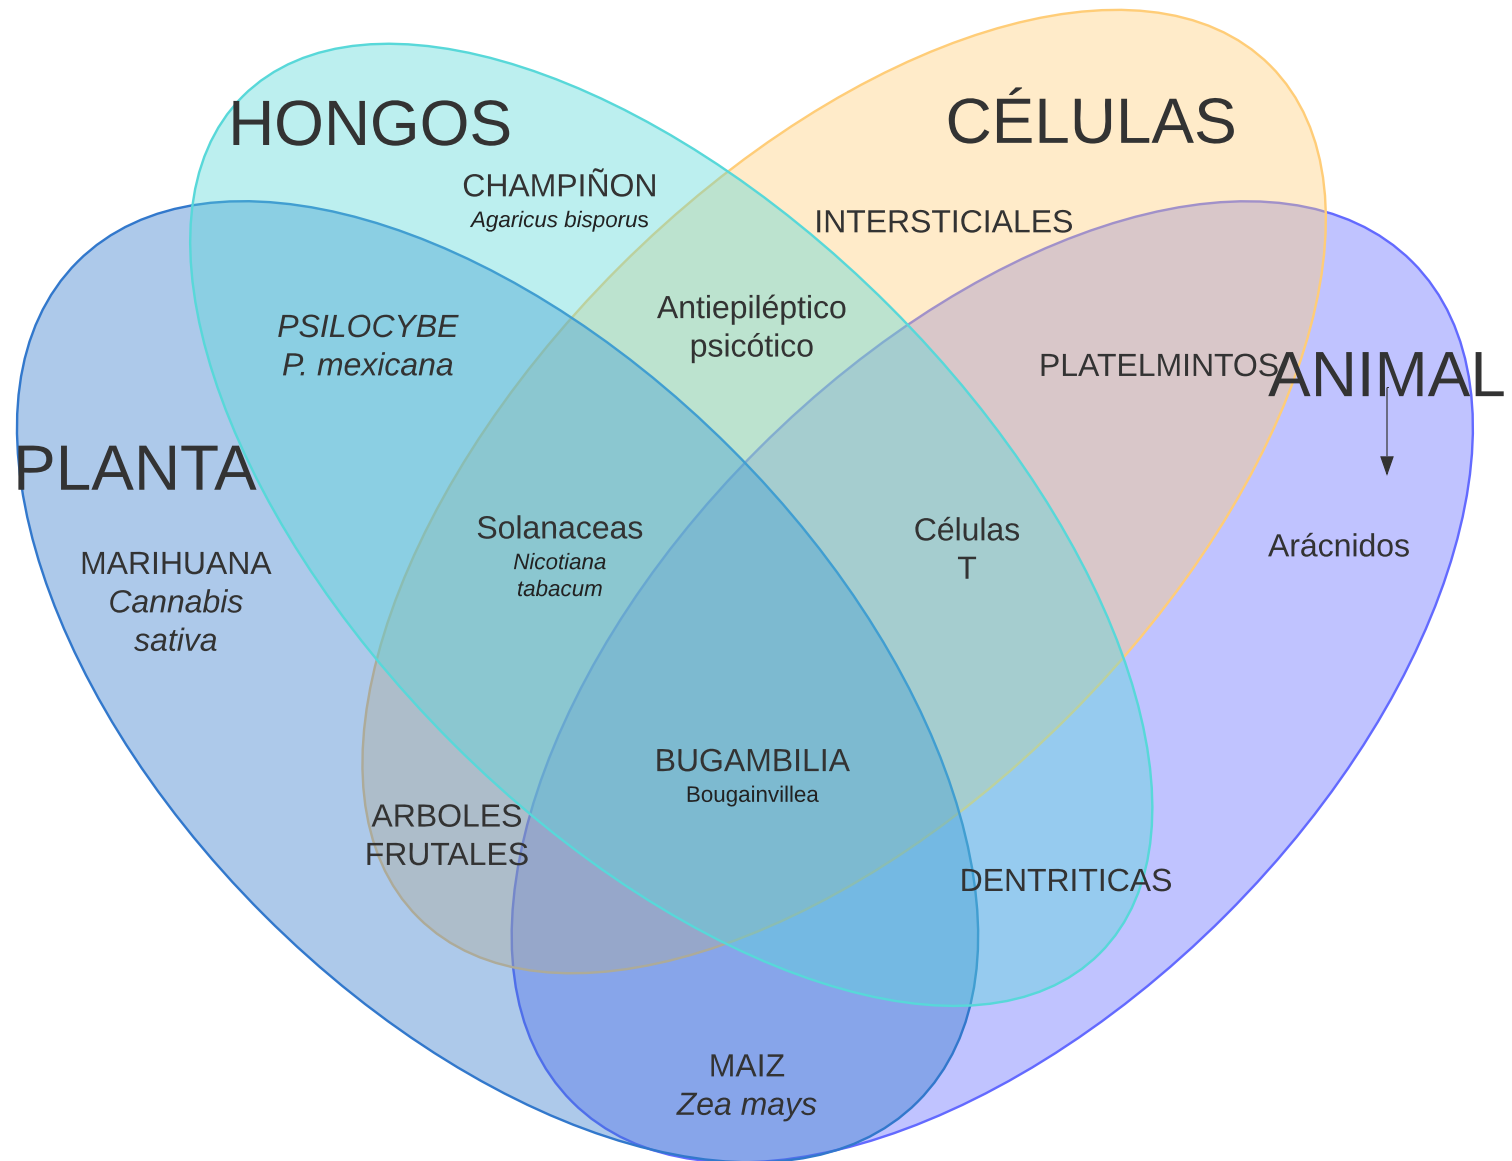 HONGOS
CÉLULAS
CHAMPIÑON
Agaricus bisporus
INTERSTICIALES
Antiepiléptico
psicótico
PSILOCYBE
P. mexicana
PLATELMINTOS
ANIMAL
PLANTA
Solanaceas
Nicotiana
tabacum
Células
T
Arácnidos
MARIHUANA
Cannabis
sativa
BUGAMBILIA
Bougainvillea
ARBOLES
FRUTALES
DENTRITICAS
MAIZ
Zea mays